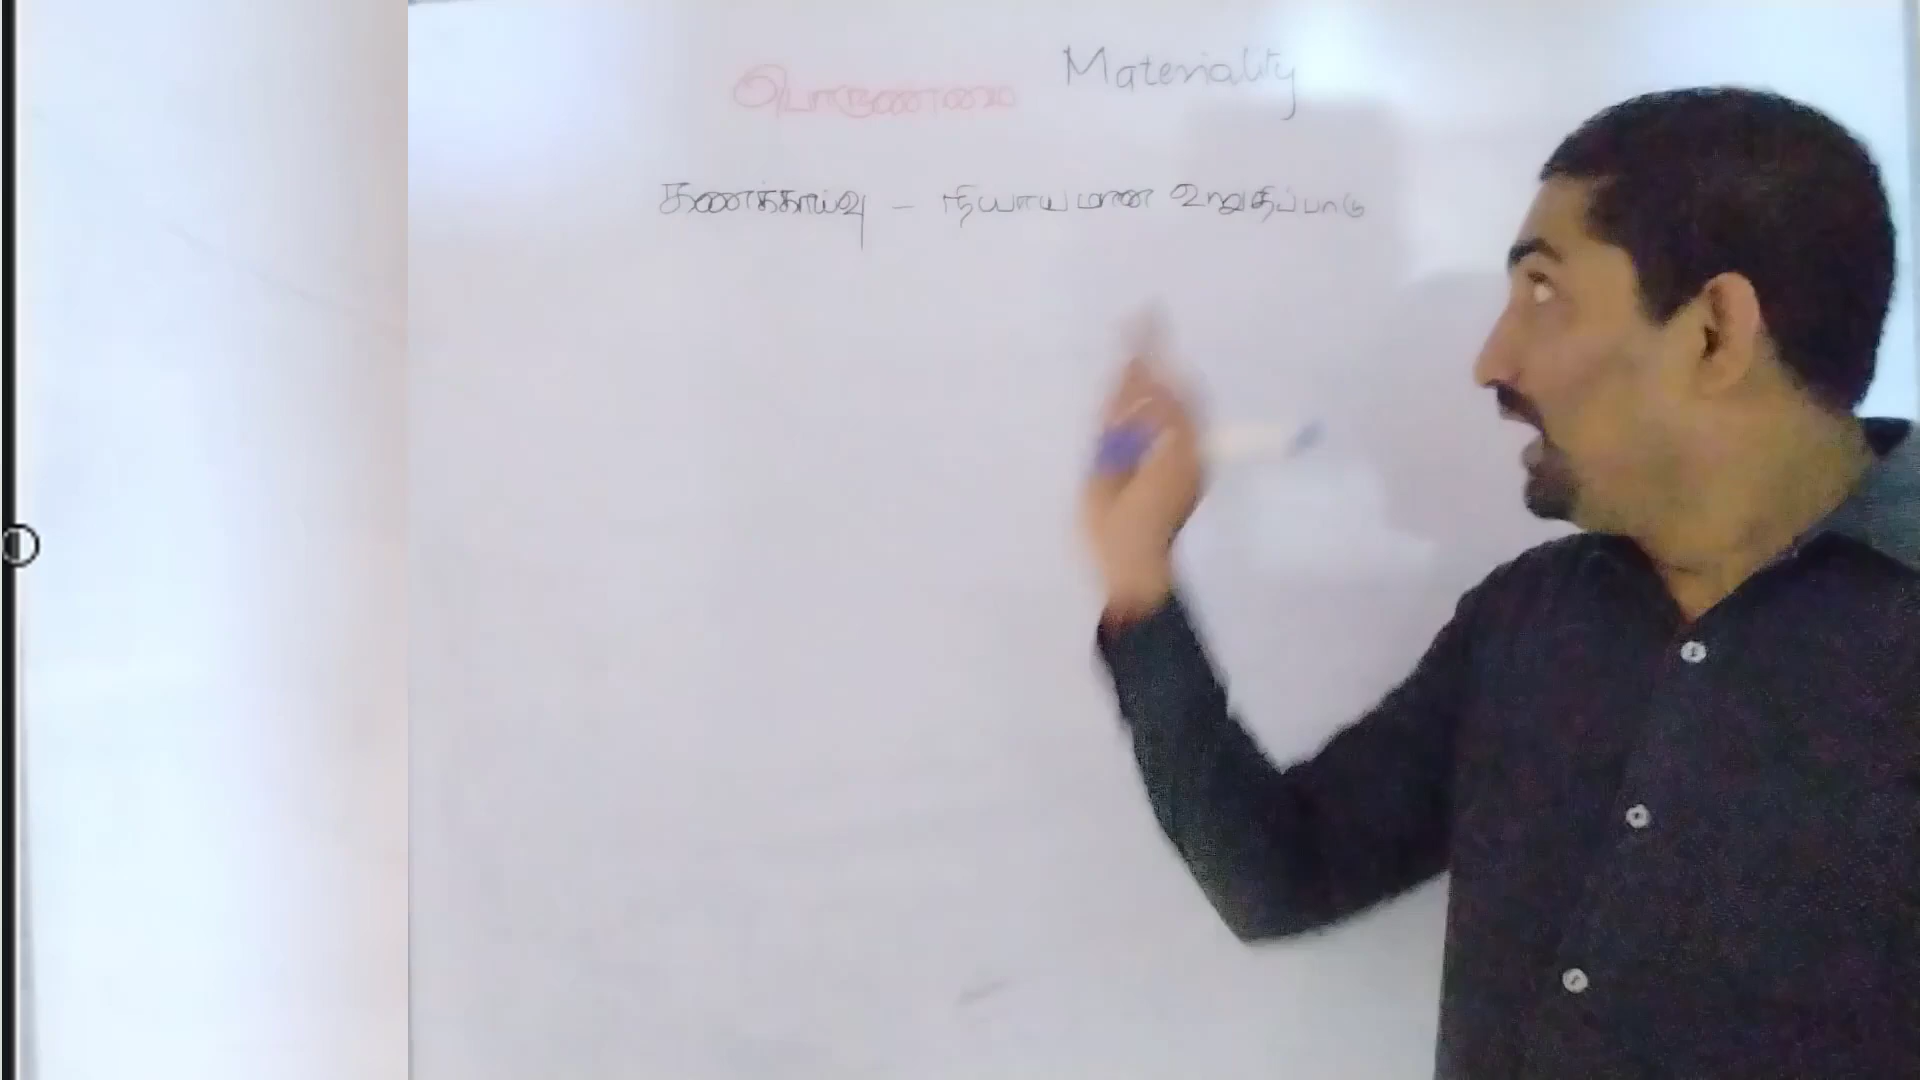 பொருண்மை Materiality
கணக்காய்வு – நியாயமான உறுதிப்பாடு